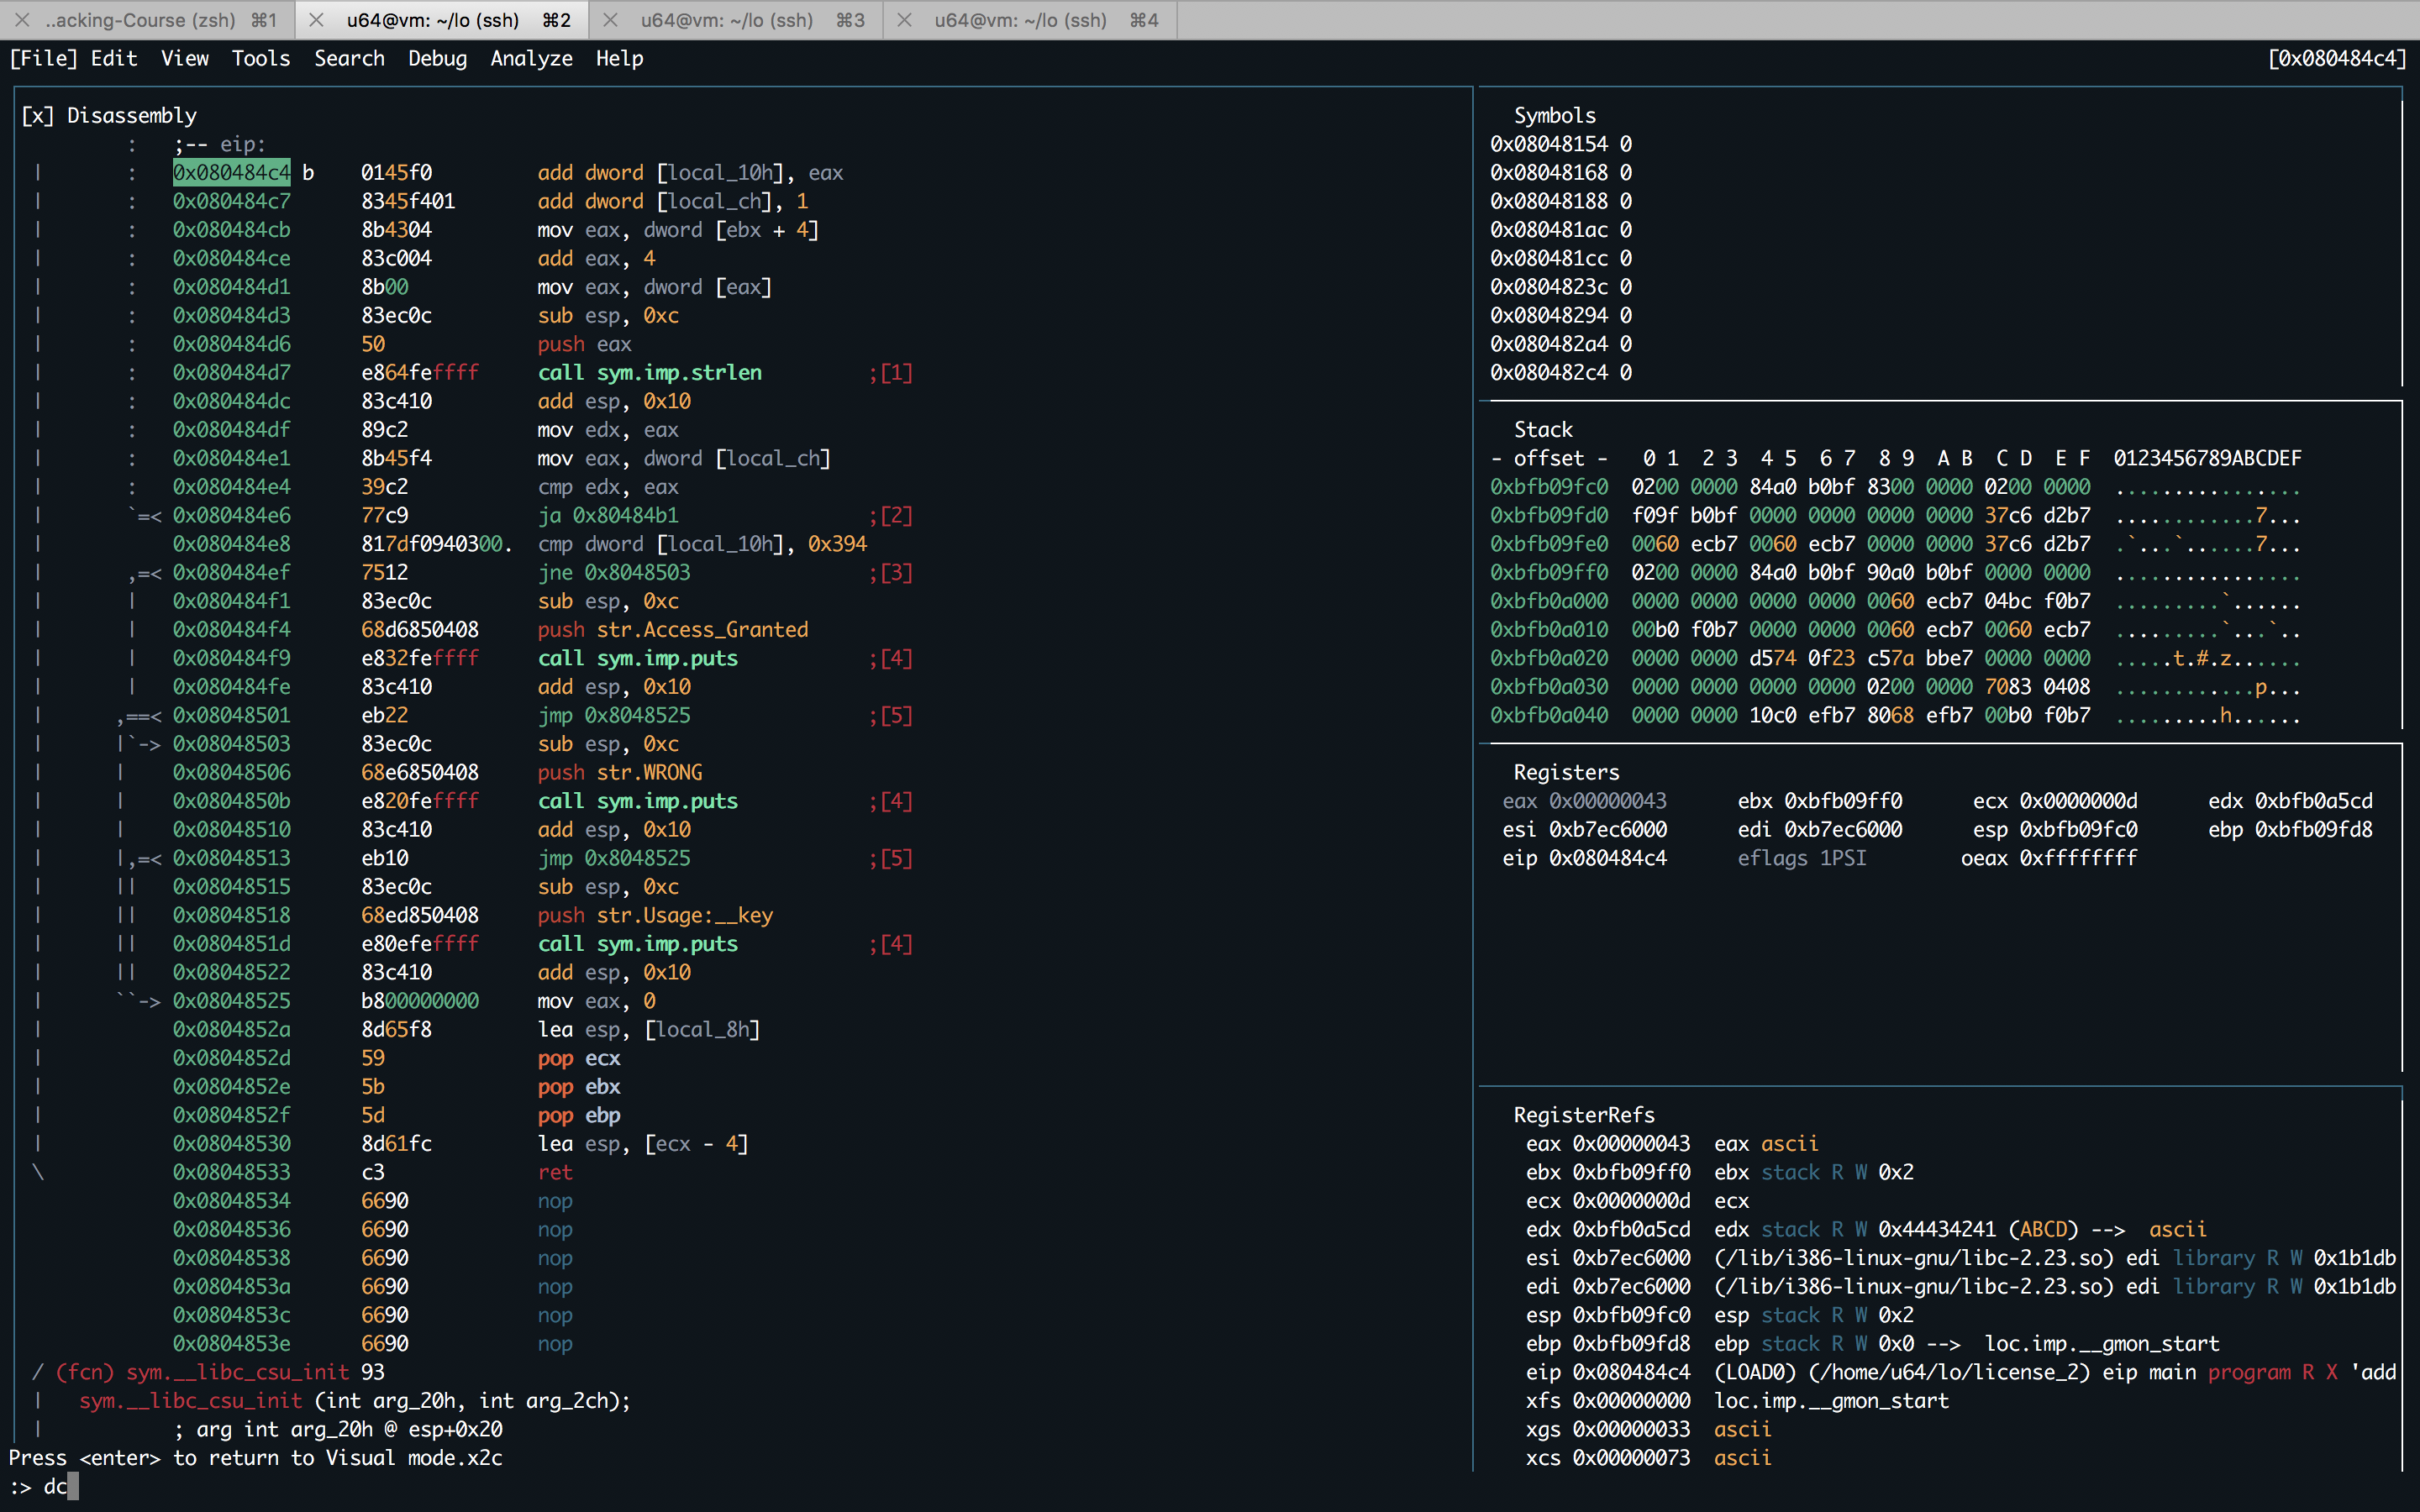 ..acking-Course (zsh) ⌘1 u64@vm: ~/lo (ssh) ⌘2 u64@vm: ~/lo (ssh) ⌘3 u64@vm: ~/lo (ssh) ⌘4
[File] Edit View Tools Search Debug Analyze Help [0x080484c4]
[x] Disassembly
: ;-- eip:
| : 0x080484c4 b 0145f0 add dword [local_10h], eax
| : 0x080484c7 8345f401 add dword [local_ch], 1
| : 0x080484cb 8b4304 mov eax, dword [ebx + 4]
| : 0x080484ce 83c004 add eax, 4
| : 0x080484d1 8b00 mov eax, dword [eax]
| : 0x080484d3 83ec0c sub esp, 0xc
| : 0x080484d6 50 push eax
| : 0x080484d7 e864feffff call sym.imp.strlen ;[1]
| : 0x080484dc 83c410 add esp, 0x10
| : 0x080484df 89c2 mov edx, eax
| : 0x080484e1 8b45f4 mov eax, dword [local_ch]
| : 0x080484e4 39c2 cmp edx, eax
| `=< 0x080484e6 77c9 ja 0x80484b1 ;[2]
| 0x080484e8 817df0940300. cmp dword [local_10h], 0x394
| ,=< 0x080484ef 7512 jne 0x8048503 ;[3]
| | 0x080484f1 83ec0c sub esp, 0xc
| | 0x080484f4 68d6850408 push str.Access_Granted
| | 0x080484f9 e832feffff call sym.imp.puts ;[4]
| | 0x080484fe 83c410 add esp, 0x10
| ,==< 0x08048501 eb22 jmp 0x8048525 ;[5]
| |`-> 0x08048503 83ec0c sub esp, 0xc
| | 0x08048506 68e6850408 push str.WRONG
| | 0x0804850b e820feffff call sym.imp.puts ;[4]
| | 0x08048510 83c410 add esp, 0x10
| |,=< 0x08048513 eb10 jmp 0x8048525 ;[5]
| || 0x08048515 83ec0c sub esp, 0xc
| || 0x08048518 68ed850408 push str.Usage:__key
| || 0x0804851d e80efeffff call sym.imp.puts ;[4]
| || 0x08048522 83c410 add esp, 0x10
| ``-> 0x08048525 b800000000 mov eax, 0
| 0x0804852a 8d65f8 lea esp, [local_8h]
| 0x0804852d 59 pop ecx
| 0x0804852e 5b pop ebx
| 0x0804852f 5d pop ebp
| 0x08048530 8d61fc lea esp, [ecx - 4]
\ 0x08048533 c3 ret
0x08048534 6690 nop
0x08048536 6690 nop
0x08048538 6690 nop
0x0804853a 6690 nop
0x0804853c 6690 nop
0x0804853e 6690 nop
/ (fcn) sym.__libc_csu_init 93
| sym.__libc_csu_init (int arg_20h, int arg_2ch);
| ; arg int arg_20h @ esp+0x20
Press <enter> to return to Visual mode.x2c
:> dc
Symbols
0x08048154 0
0x08048168 0
0x08048188 0
0x080481ac 0
0x080481cc 0
0x0804823c 0
0x08048294 0
0x080482a4 0
0x080482c4 0
Stack
- offset - 0 1 2 3 4 5 6 7 8 9 A B C D E F 0123456789ABCDEF
0xbfb09fc0 0200 0000 84a0 b0bf 8300 0000 0200 0000 ................
0xbfb09fd0 f09f b0bf 0000 0000 0000 0000 37c6 d2b7 ............7...
0xbfb09fe0 0060 ecb7 0060 ecb7 0000 0000 37c6 d2b7 .`...`......7...
0xbfb09ff0 0200 0000 84a0 b0bf 90a0 b0bf 0000 0000 ................
0xbfb0a000 0000 0000 0000 0000 0060 ecb7 04bc f0b7 .........`......
0xbfb0a010 00b0 f0b7 0000 0000 0060 ecb7 0060 ecb7 .........`...`..
0xbfb0a020 0000 0000 d574 0f23 c57a bbe7 0000 0000 .....t.#.z......
0xbfb0a030 0000 0000 0000 0000 0200 0000 7083 0408 ............p...
0xbfb0a040 0000 0000 10c0 efb7 8068 efb7 00b0 f0b7 .........h......
Registers
eax 0x00000043 ebx 0xbfb09ff0 ecx 0x0000000d edx 0xbfb0a5cd
esi 0xb7ec6000 edi 0xb7ec6000 esp 0xbfb09fc0 ebp 0xbfb09fd8
eip 0x080484c4 eflags 1PSI oeax 0xffffffff
RegisterRefs
eax 0x00000043 eax ascii
ebx 0xbfb09ff0 ebx stack R W 0x2
ecx 0x0000000d ecx
edx 0xbfb0a5cd edx stack R W 0x44434241 (ABCD) --> ascii
esi 0xb7ec6000 (/lib/i386-linux-gnu/libc-2.23.so) edi library R W 0x1b1db
edi 0xb7ec6000 (/lib/i386-linux-gnu/libc-2.23.so) edi library R W 0x1b1db
esp 0xbfb09fc0 esp stack R W 0x2
ebp 0xbfb09fd8 ebp stack R W 0x0 --> loc.imp.__gmon_start
eip 0x080484c4 (LOAD0) (/home/u64/lo/license_2) eip main program R X 'add
xfs 0x00000000 loc.imp.__gmon_start
xgs 0x00000033 ascii
xcs 0x00000073 ascii